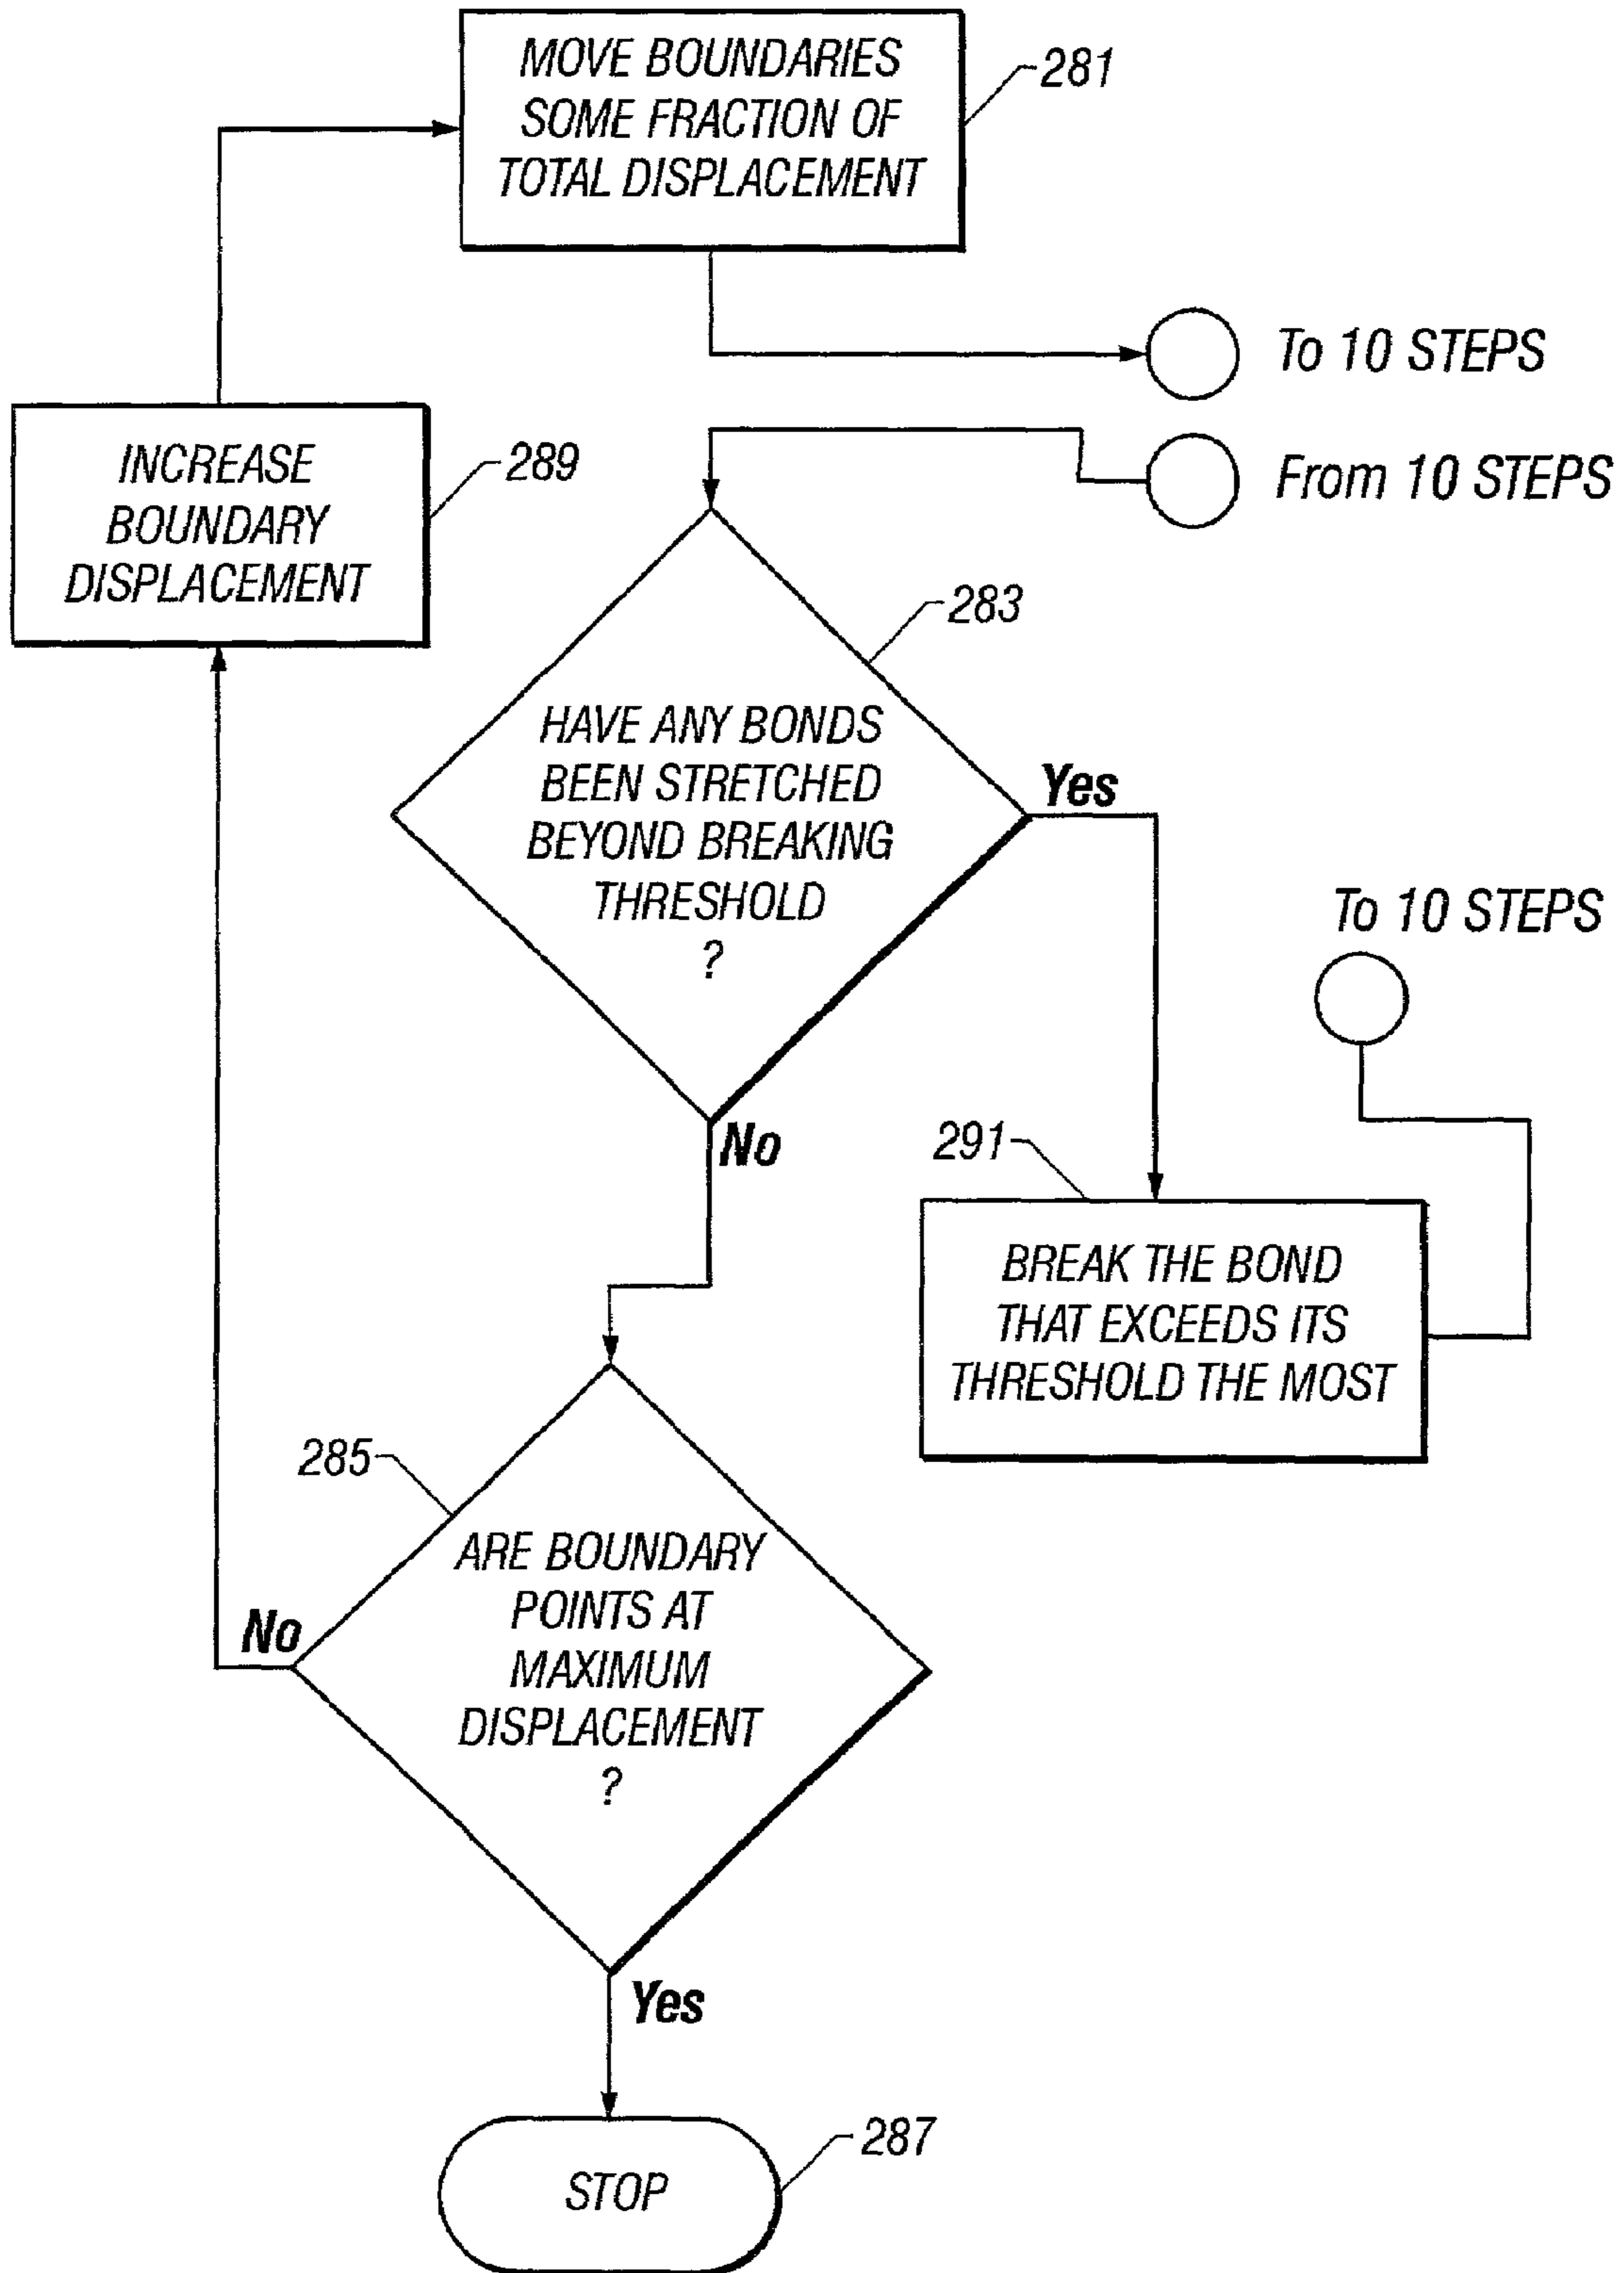 MOVE BOUNDARIES
SOME FRACTION OF
TOTAL DISPLACEMENT
281
To 10 STEPS
From 10 STEPS
INCREASE
BOUNDARY
DISPLACEMENT
289
283
HAVE ANY BONDS
BEEN STRETCHED
BEYOND BREAKING
THRESHOLD
?
Yes
No
To 10 STEPS
291
BREAK THE BOND
THAT EXCEEDS ITS
THRESHOLD THE MOST
285
ARE BOUNDARY
POINTS AT
MAXIMUM
DISPLACEMENT
?
No
Yes
287
STOP